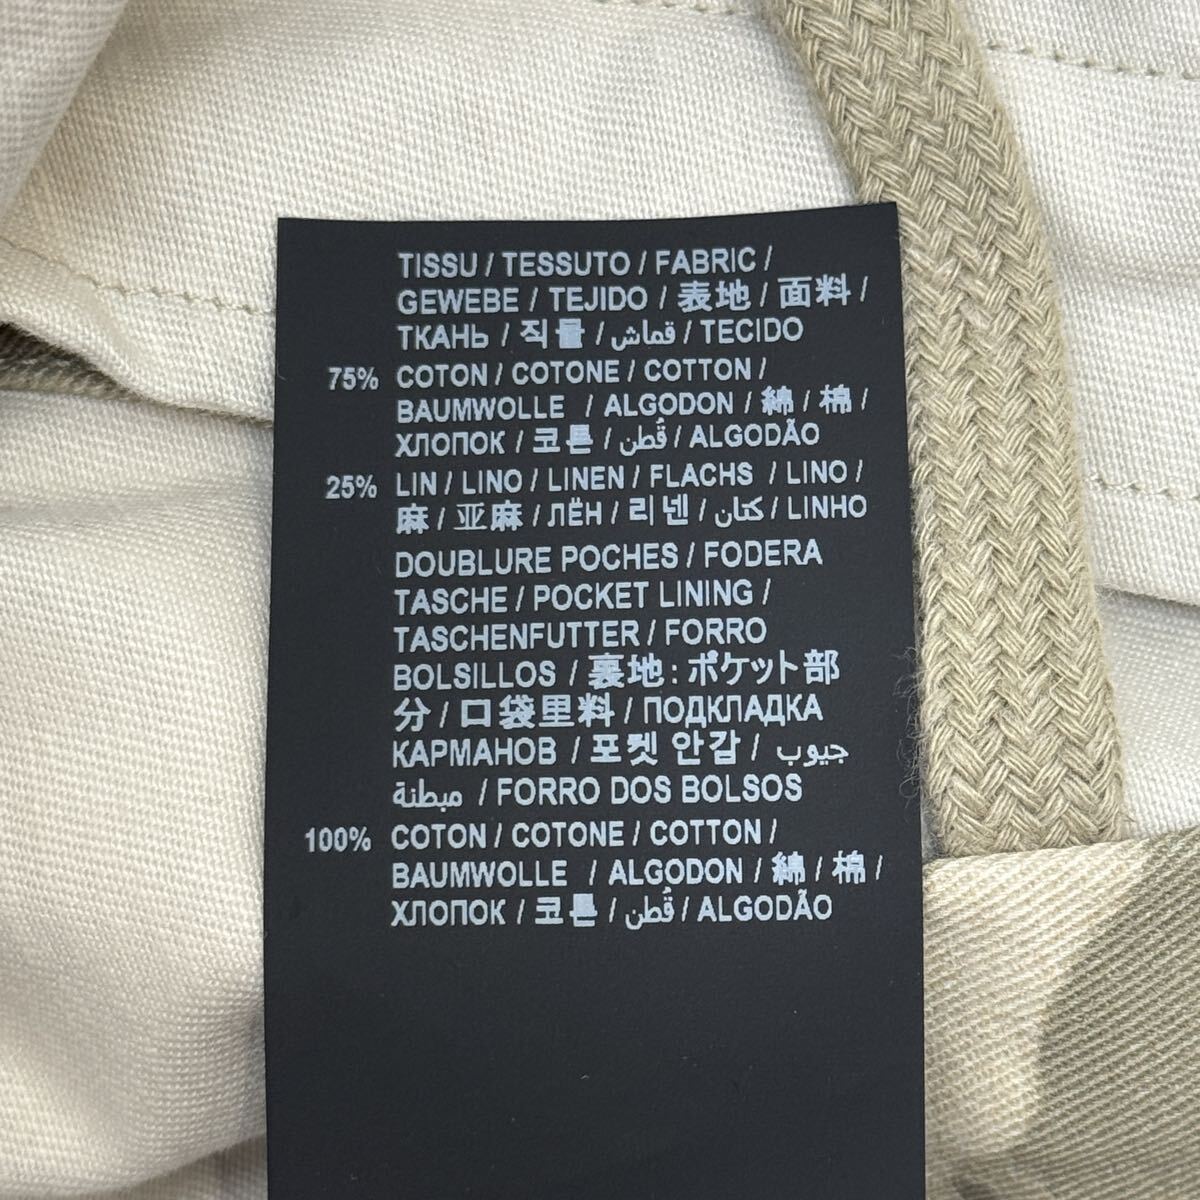 TISSU / TESSUTO / FABRIC /
GEWEBE / TEJIDO / 表地 / 面料 /
ТКАНЬ / 직물 / قماش / TECIDO
75% COTON / COTONE / COTTON /
BAUMWOLLE / ALGODON / 綿 / 棉 /
ХЛОПОК / 코튼 / قُطن / ALGODÃO
25% LIN / LINO / LINEN / FLACHS / LINO /
麻 / 亚麻 / ЛЁН / 리넨 / كتان / LINHO
DOUBLURE POCHES / FODERA
TASCHE / POCKET LINING /
TASCHENFUTTER / FORRO
BOLSILLOS / 裏地: ポケット部
分 / 口袋里料 / ПОДКЛАДКА
КАРМАНОВ / 포켓 안감 / جيوب
مبطنة / FORRO DOS BOLSOS
100% COTON / COTONE / COTTON /
BAUMWOLLE / ALGODON / 綿 / 棉 /
ХЛОПОК / 코튼 / قُطن / ALGODÃO